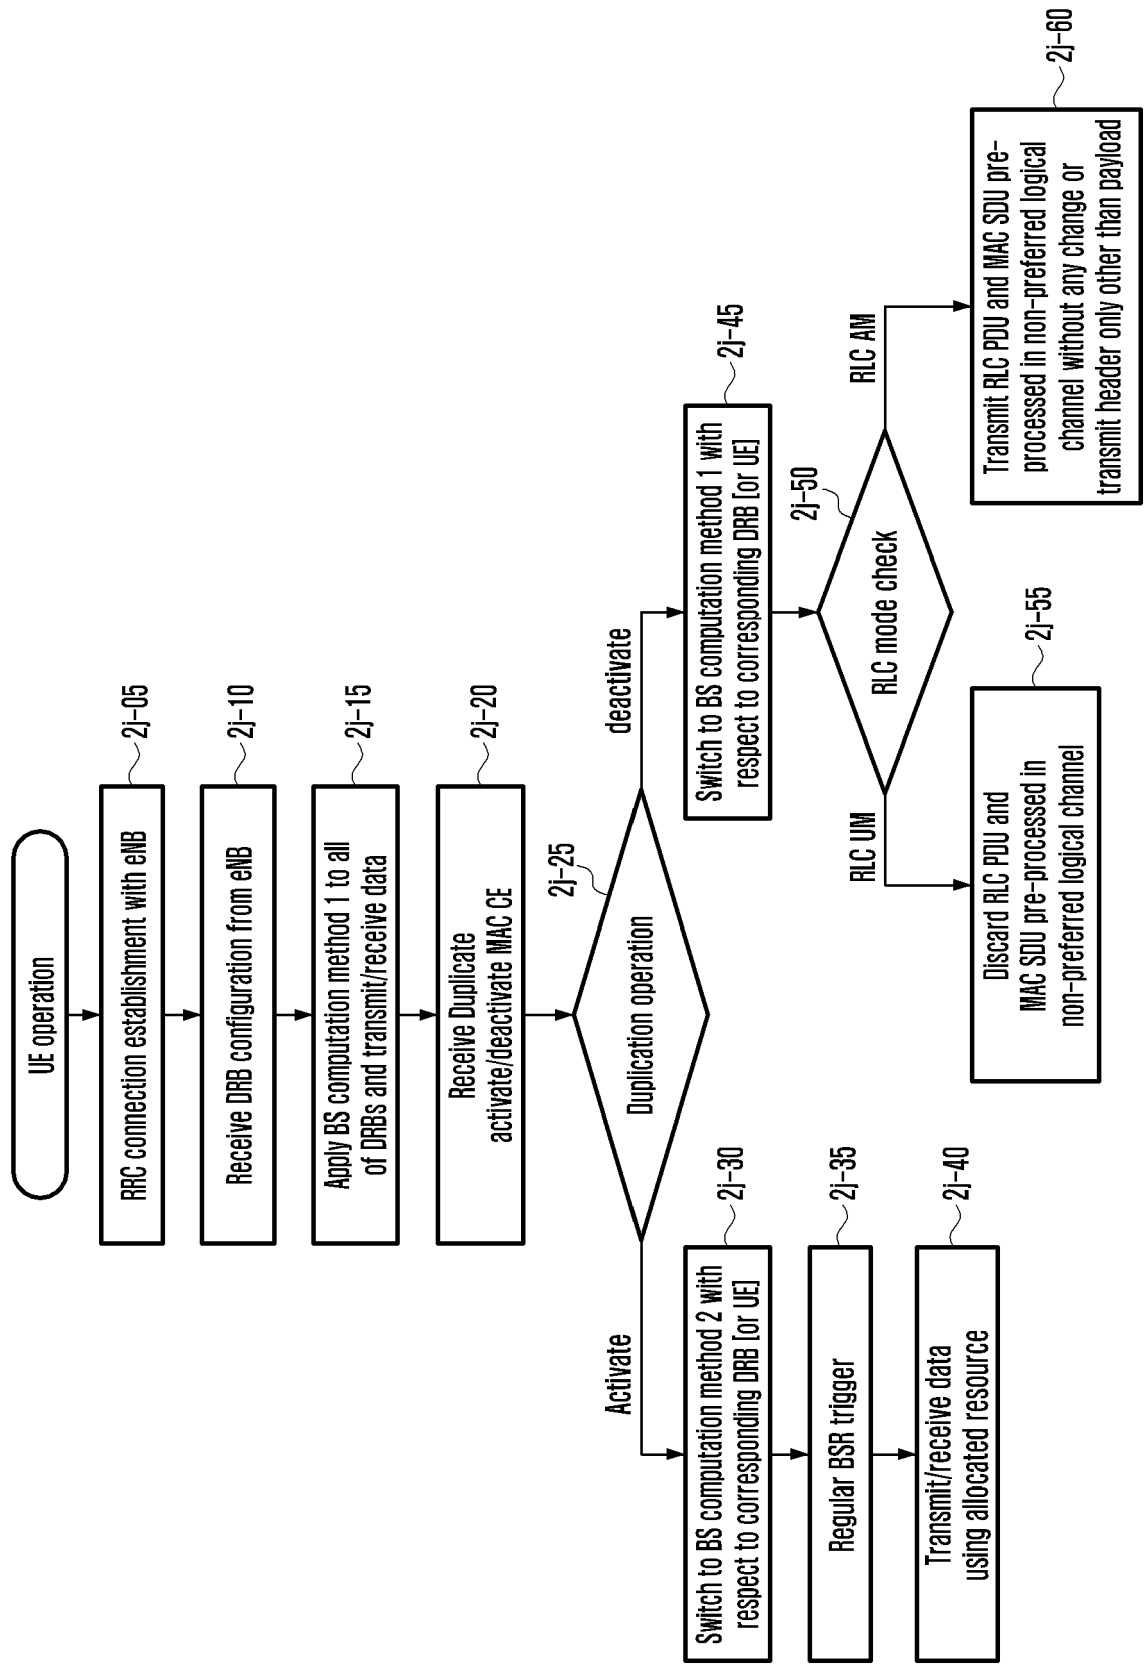 UE operation
RRC connection establishment with eNB
2j-05
Receive DRB configuration from eNB
2j-10
Apply BS computation method 1 to all
of DRBs and transmit/receive data
2j-15
Receive Duplicate
activate/deactivate MAC CE
2j-20
Duplication operation
2j-25
Activate
deactivate
Switch to BS computation method 2 with
respect to corresponding DRB [or UE]
2j-30
Regular BSR trigger
2j-35
Transmit/receive data
using allocated resource
2j-40
Switch to BS computation method 1 with
respect to corresponding DRB [or UE]
2j-45
RLC mode check
2j-50
RLC UM
RLC AM
Discard RLC PDU and
MAC SDU pre-processed in
non-preferred logical channel
2j-55
Transmit RLC PDU and MAC SDU pre-
processed in non-preferred logical
channel without any change or
transmit header only other than payload
2j-60